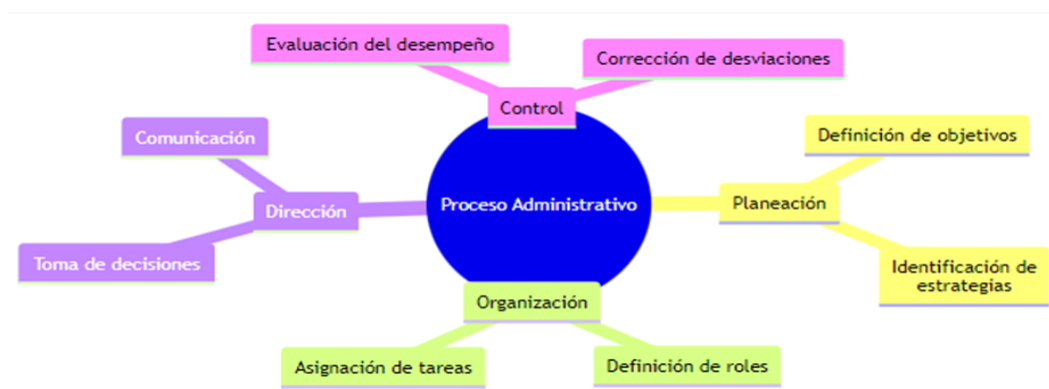 Evaluación del desempeño
Corrección de desviaciones
Control
Comunicación
Definición de objetivos
Dirección
Proceso Administrativo
Planeación
Toma de decisiones
Identificación de
estrategias
Organización
Asignación de tareas
Definición de roles